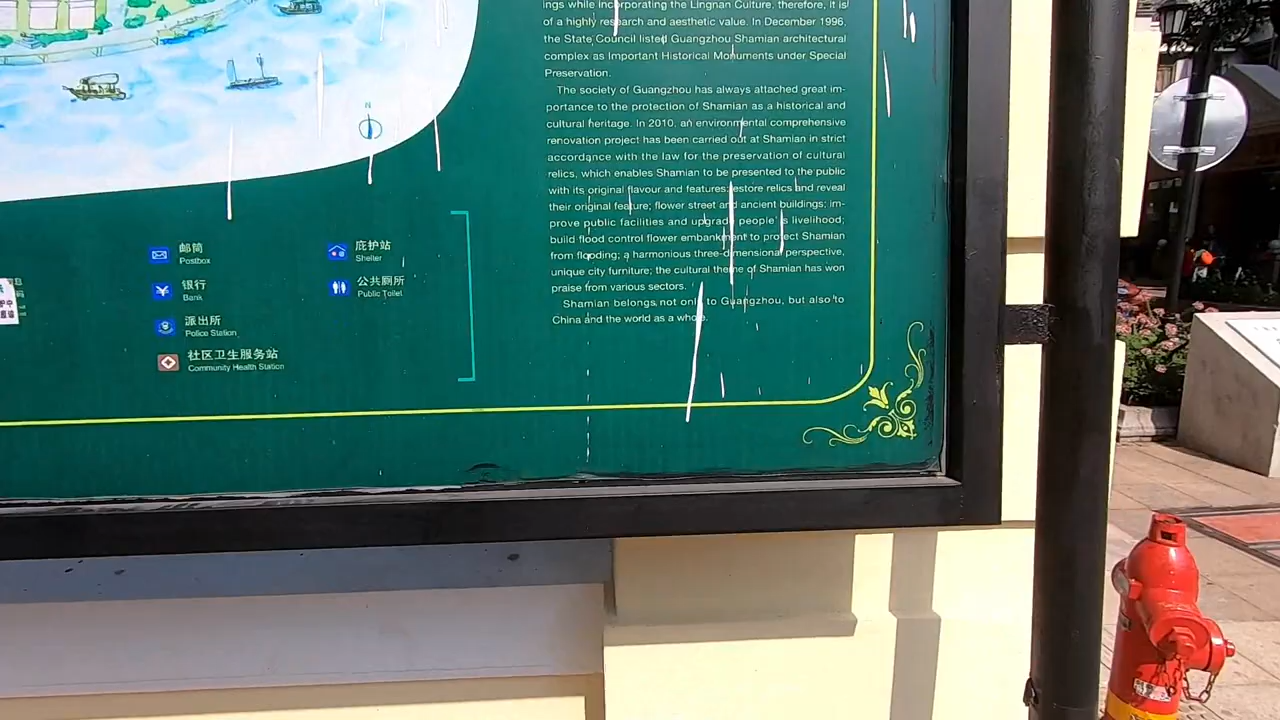 ings while incorporating the Lingnan Culture, therefore, it is
of a highly research and aesthetic value. In December 1996,
the State Council listed Guangzhou Shamian architectural
complex as Important Historical Monuments under Special
Preservation.
The society of Guangzhou has always attached great im-
portance to the protection of Shamian as a historical and
cultural heritage. In 2010, an environmental comprehensive
renovation project has been carried out at Shamian in strict
accordance with the law for the preservation of cultural
relics, which enables Shamian to be presented to the public
with its original flavour and features: estore relics and reveal
their original feature; flower street and ancient buildings; im-
prove public facilities and upgrade people's livelihood;
build flood control flower embankment to protect Shamian
from flooding; a harmonious three-dimensional perspective,
unique city furniture; the cultural theme of Shamian has won
praise from various sectors.
Shamian belongs not only to Guangzhou, but also to
China and the world as a whole.
N
邮筒
Postbox
银行
Bank
派出所
Police Station
社区卫生服务站
Community Health Station
庇护站
Shelter
公共厕所
Public Toilet